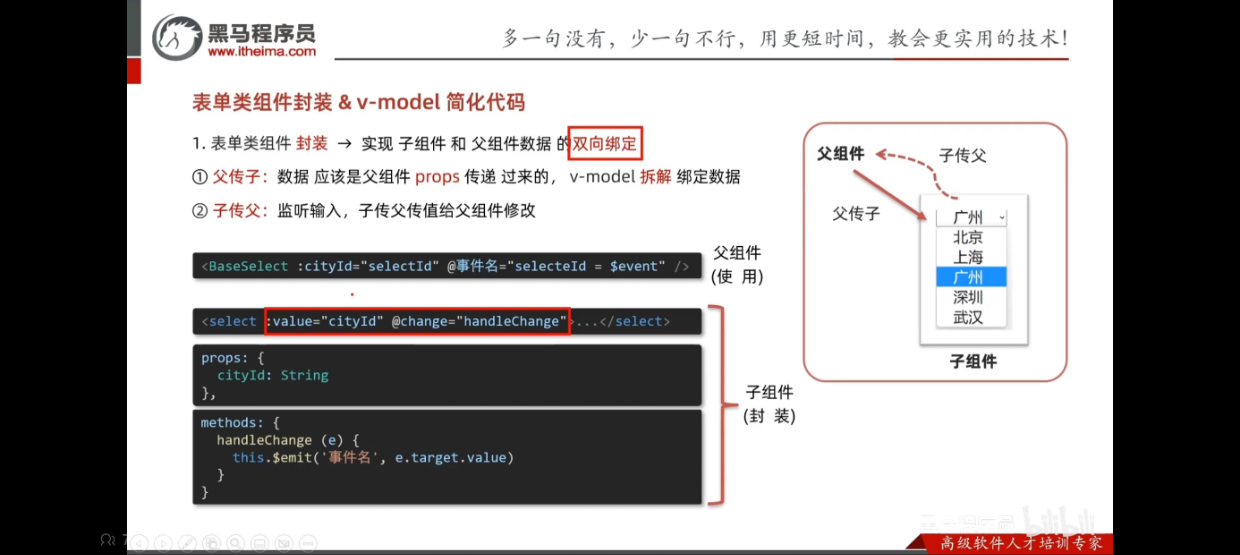 黑马程序员
www.itheima.com
多一句没有，少一句不行，用更短时间，教会更实用的技术！
表单类组件封装 & v-model 简化代码
1. 表单类组件 封装 → 实现 子组件 和 父组件数据 的 双向绑定
① 父传子：数据 应该是父组件 props 传递 过来的， v-model 拆解 绑定数据
② 子传父：监听输入，子传父传值给父组件修改
<BaseSelect :cityId="selectId" @事件名="selecteId = $event" />
父组件
(使 用)
<select :value="cityId" @change="handleChange">...</select>
props: {
cityId: String
},
methods: {
handleChange (e) {
this.$emit('事件名', e.target.value)
}
}
子组件
(封 装)
父组件
子传父
父传子
广州
北京
上海
广州
深圳
武汉
子组件
bilibili
高级软件人才培训专家